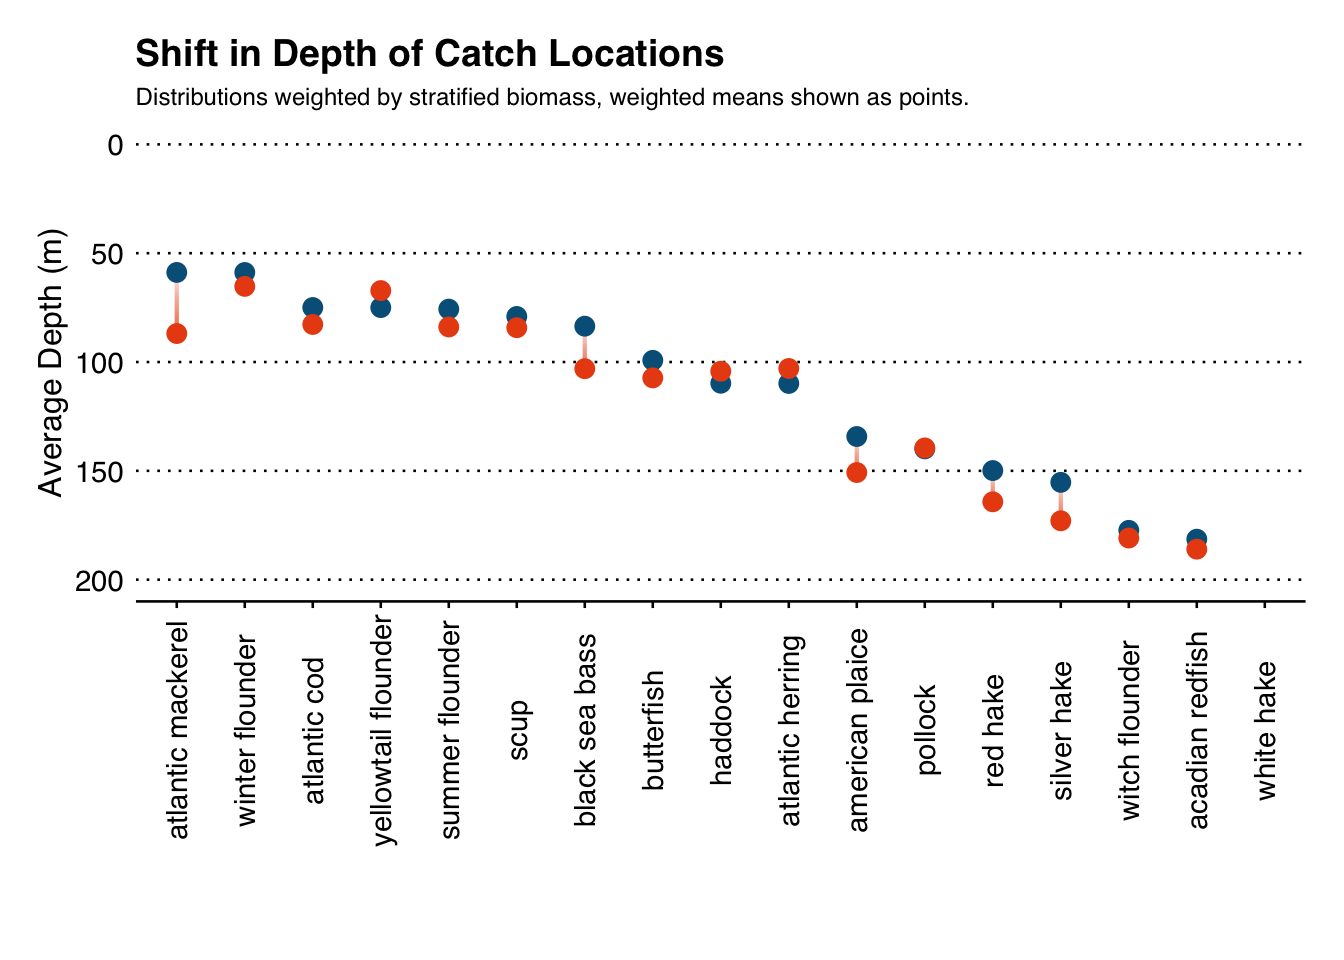 Shift in Depth of Catch Locations
Distributions weighted by stratified biomass, weighted means shown as points.
Average Depth (m)
0
50
100
150
200
atlantic mackerel
winter flounder
atlantic cod
yellowtail flounder
summer flounder
scup
black sea bass
butterfish
haddock
atlantic herring
american plaice
pollock
red hake
silver hake
witch flounder
acadian redfish
white hake